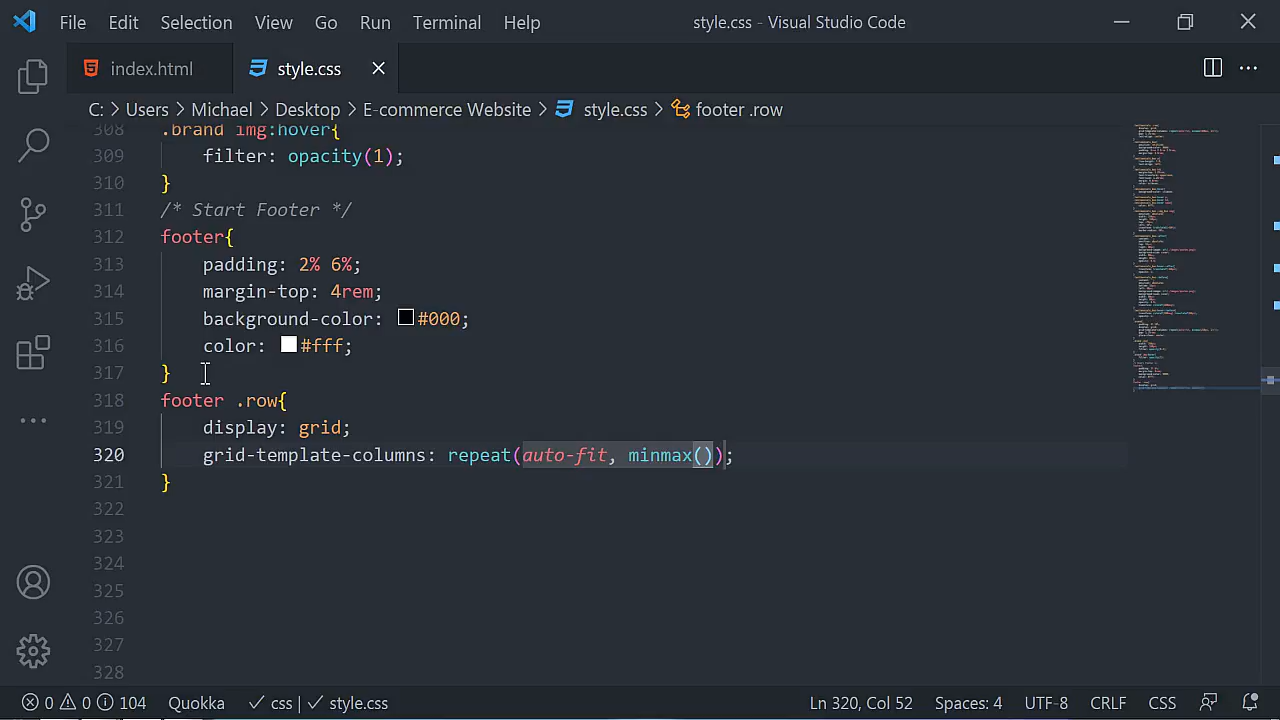 File Edit Selection View Go Run Terminal Help style.css - Visual Studio Code
index.html style.css
C: > Users > Michael > Desktop > E-commerce Website > style.css > footer .row
308 .brand img:hover{
309 filter: opacity(1);
310 }
311 /* Start Footer */
312 footer{
313 padding: 2% 6%;
314 margin-top: 4rem;
315 background-color: #000;
316 color: #fff;
317 }
318 footer .row{
319 display: grid;
320 grid-template-columns: repeat(auto-fit, minmax());
321 }
322
323
324
325
326
327
328
0 0 104 Quokka ✓ css | ✓ style.css Ln 320, Col 52 Spaces: 4 UTF-8 CRLF CSS